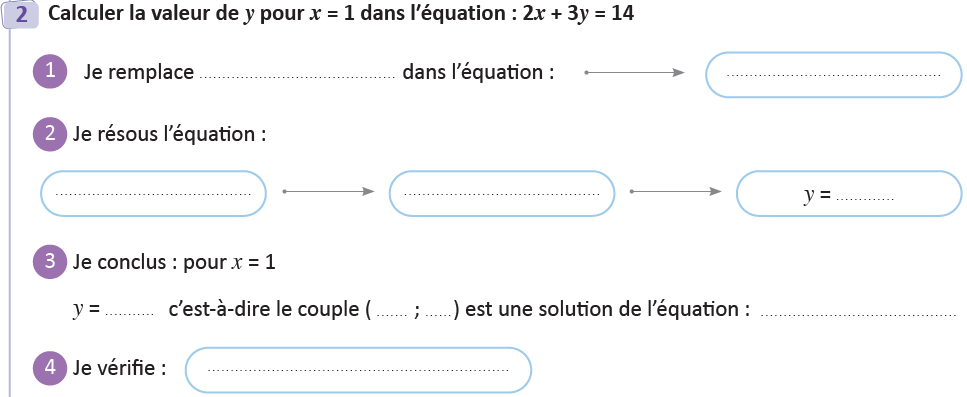 2 Calculer la valeur de y pour x = 1 dans l'équation : 2x + 3y = 14
1 Je remplace ........................................ dans l'équation : ........................................
2 Je résous l'équation :
........................................ ........................................ y = .............
3 Je conclus : pour x = 1
y = ........... c'est-à-dire le couple ( ....... ; ...... ) est une solution de l'équation : ........................................
4 Je vérifie : ............................................................